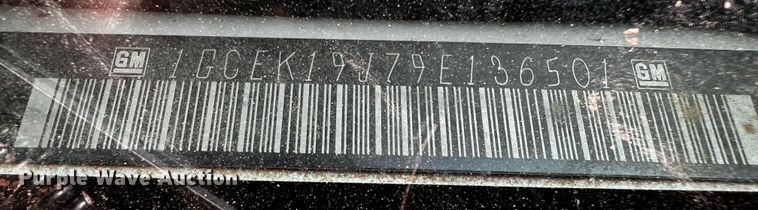 GM 1GCEK19J79E136501 GM
Purple Wave Auction